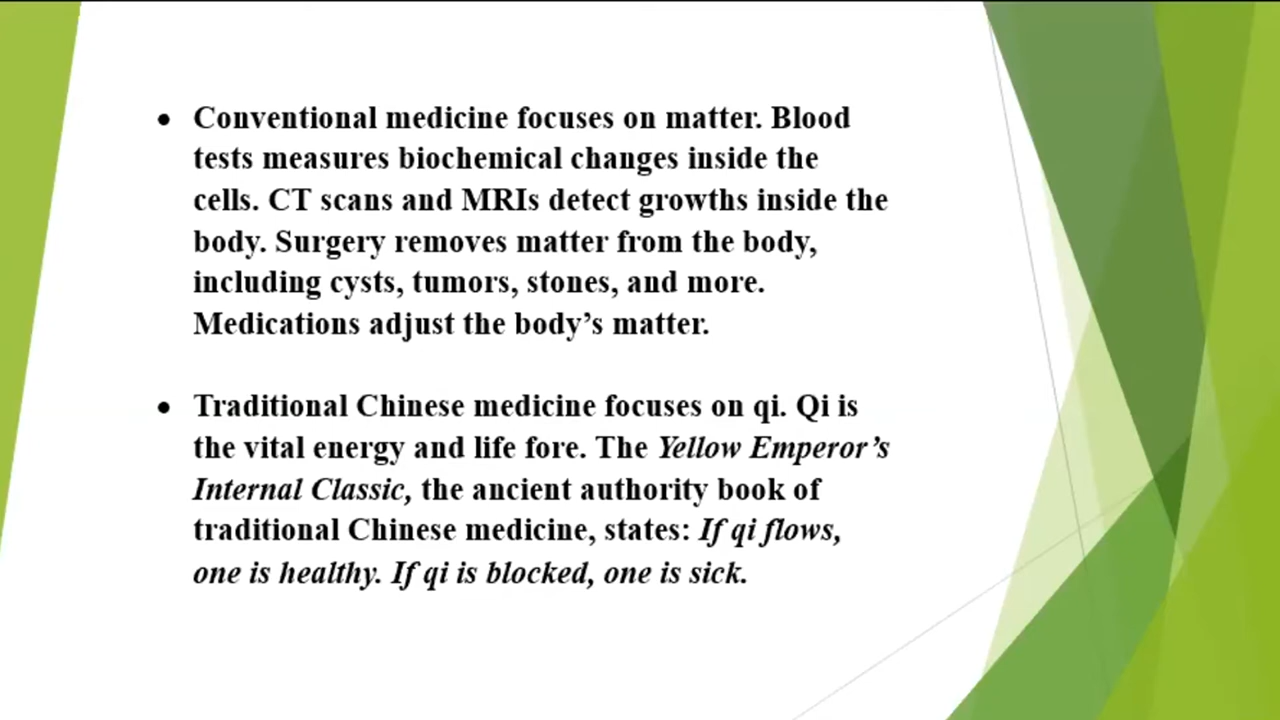 • Conventional medicine focuses on matter. Blood
tests measures biochemical changes inside the
cells. CT scans and MRIs detect growths inside the
body. Surgery removes matter from the body,
including cysts, tumors, stones, and more.
Medications adjust the body’s matter.
• Traditional Chinese medicine focuses on qi. Qi is
the vital energy and life fore. The Yellow Emperor’s
Internal Classic, the ancient authority book of
traditional Chinese medicine, states: If qi flows,
one is healthy. If qi is blocked, one is sick.